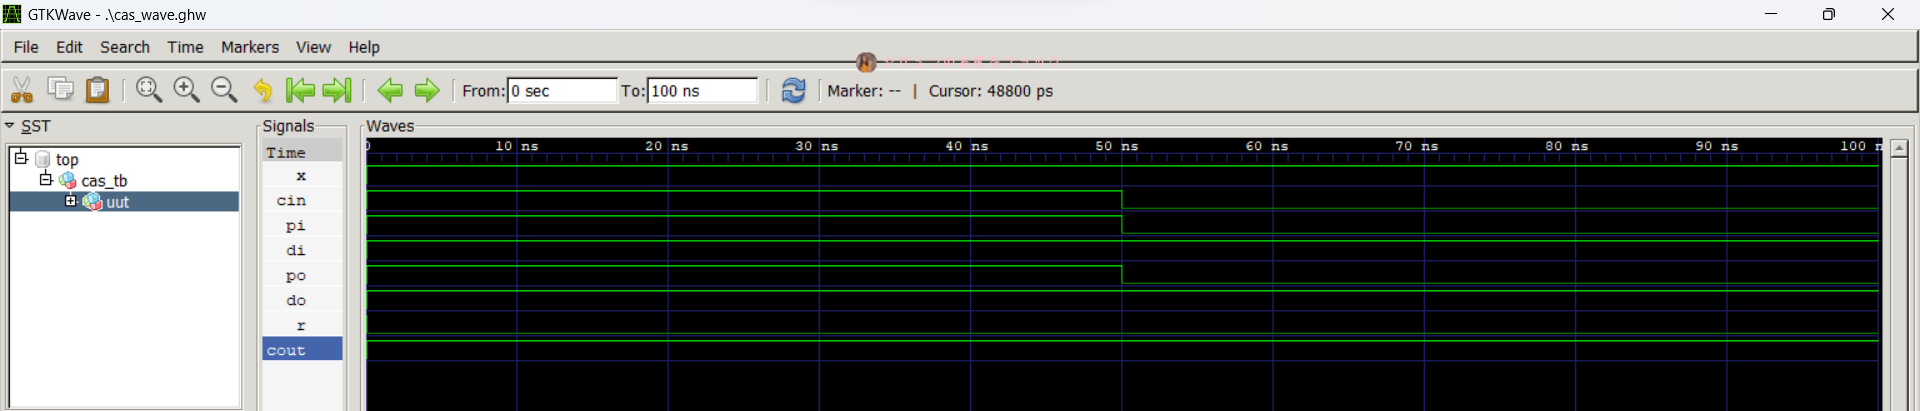 GTKWave - .\cas_wave.ghw
File Edit Search Time Markers View Help
From: 0 sec To: 100 ns Marker: -- | Cursor: 48800 ps
SST
top
cas_tb
uut
Signals
Time
x
cin
pi
di
po
do
r
cout
Waves
0 10 ns 20 ns 30 ns 40 ns 50 ns 60 ns 70 ns 80 ns 90 ns 100 n